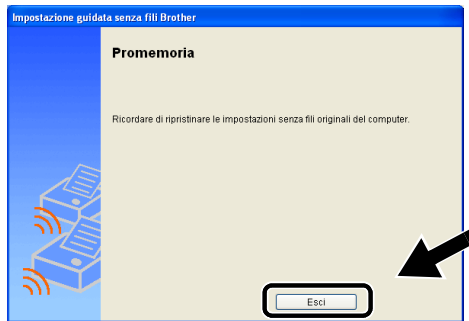 Impostazione guidata senza fili Brother
Promemoria
Ricordare di ripristinare le impostazioni senza fili originali del computer.
Esci